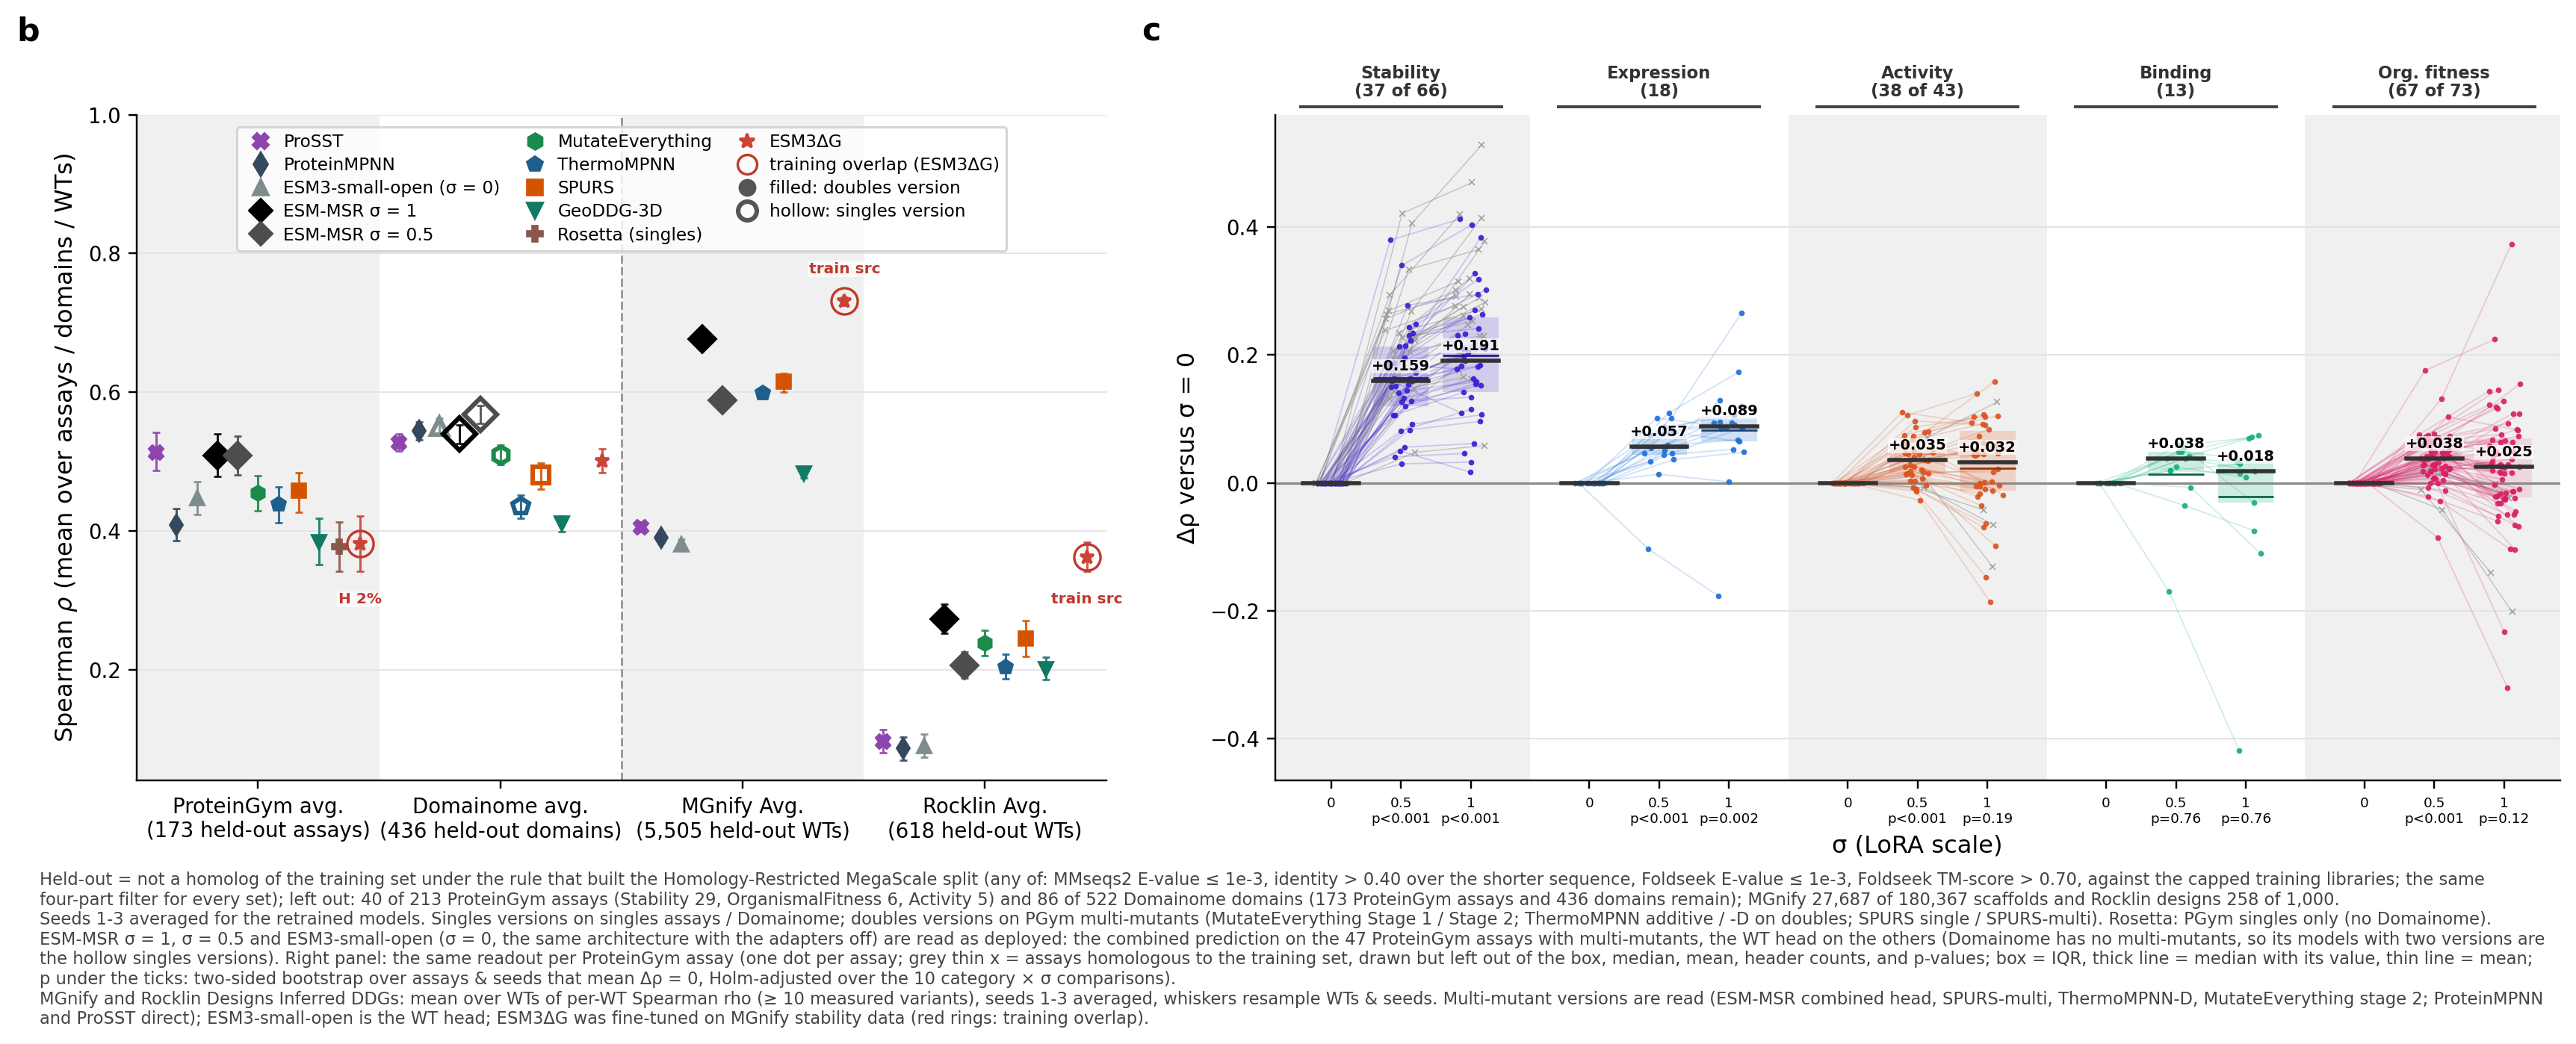 b
Spearman ρ (mean over assays / domains / WTs)
1.0
0.8
0.6
0.4
0.2
ProSST
ProteinMPNN
ESM3-small-open (σ = 0)
ESM-MSR σ = 1
ESM-MSR σ = 0.5
MutateEverything
ThermoMPNN
SPURS
GeoDDG-3D
Rosetta (singles)
ESM3ΔG
training overlap (ESM3ΔG)
filled: doubles version
hollow: singles version
train src
H 2%
train src
ProteinGym avg.
(173 held-out assays)
Domainome avg.
(436 held-out domains)
MGnify Avg.
(5,505 held-out WTs)
Rocklin Avg.
(618 held-out WTs)
c
Stability
(37 of 66)
Expression
(18)
Activity
(38 of 43)
Binding
(13)
Org. fitness
(67 of 73)
Δρ versus σ = 0
0.4
0.2
0.0
−0.2
−0.4
+0.159
+0.191
+0.057
+0.089
+0.035
+0.032
+0.038
+0.018
+0.038
+0.025
0 0.5 1
p<0.001 p<0.001
0 0.5 1
p<0.001 p=0.002
0 0.5 1
p<0.001 p=0.19
0 0.5 1
p=0.76 p=0.76
0 0.5 1
p<0.001 p=0.12
σ (LoRA scale)
Held-out = not a homolog of the training set under the rule that built the Homology-Restricted MegaScale split (any of: MMseqs2 E-value ≤ 1e-3, identity > 0.40 over the shorter sequence, Foldseek E-value ≤ 1e-3, Foldseek TM-score > 0.70, against the capped training libraries; the same
four-part filter for every set); left out: 40 of 213 ProteinGym assays (Stability 29, OrganismalFitness 6, Activity 5) and 86 of 522 Domainome domains (173 ProteinGym assays and 436 domains remain); MGnify 27,687 of 180,367 scaffolds and Rocklin designs 258 of 1,000.
Seeds 1-3 averaged for the retrained models. Singles versions on singles assays / Domainome; doubles versions on PGym multi-mutants (MutateEverything Stage 1 / Stage 2; ThermoMPNN additive / -D on doubles; SPURS single / SPURS-multi). Rosetta: PGym singles only (no Domainome).
ESM-MSR σ = 1, σ = 0.5 and ESM3-small-open (σ = 0, the same architecture with the adapters off) are read as deployed: the combined prediction on the 47 ProteinGym assays with multi-mutants, the WT head on the others (Domainome has no multi-mutants, so its models with two versions are
the hollow singles versions). Right panel: the same readout per ProteinGym assay (one dot per assay; grey thin x = assays homologous to the training set, drawn but left out of the box, median, mean, header counts, and p-values; box = IQR, thick line = median with its value, thin line = mean;
p under the ticks: two-sided bootstrap over assays & seeds that mean Δρ = 0, Holm-adjusted over the 10 category × σ comparisons).
MGnify and Rocklin Designs Inferred DDGs: mean over WTs of per-WT Spearman rho (≥ 10 measured variants), seeds 1-3 averaged, whiskers resample WTs & seeds. Multi-mutant versions are read (ESM-MSR combined head, SPURS-multi, ThermoMPNN-D, MutateEverything stage 2; ProteinMPNN
and ProSST direct); ESM3-small-open is the WT head; ESM3ΔG was fine-tuned on MGnify stability data (red rings: training overlap).